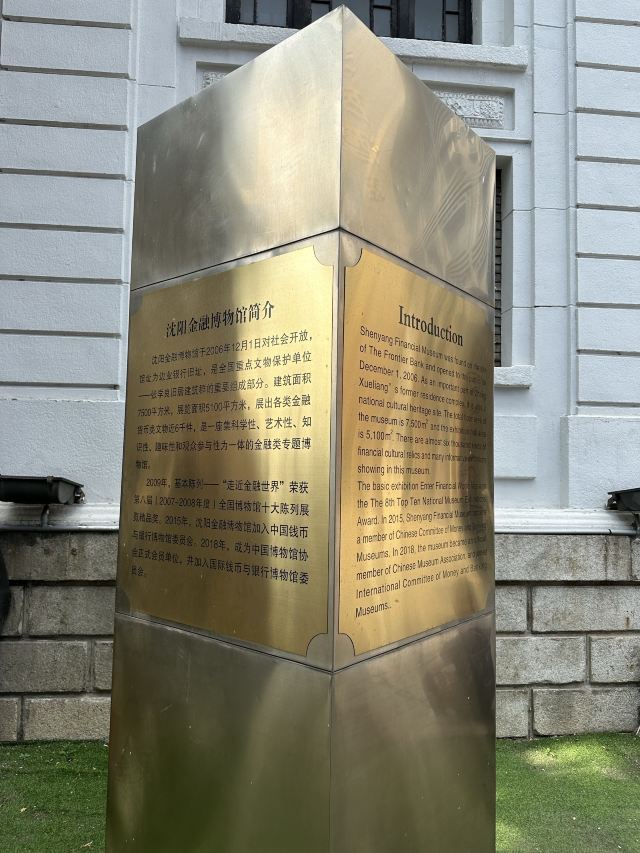 沈阳金融博物馆简介
沈阳金融博物馆于2006年12月1日对社会开放,
馆址为边业银行旧址, 是全国重点文物保护单位
——张学良旧居建筑群的重要组成部分。建筑面积
7500平方米, 展览面积5100平方米, 展出各类金融
货币类文物近6千件, 是一座集科学性、艺术性、知
识性、趣味性和观众参与性为一体的金融类专题博
物馆。
2009年, 基本陈列——“走近金融世界”荣获
第八届(2007-2008年度)全国博物馆十大陈列展
览精品奖。2015年, 沈阳金融博物馆加入中国钱币
与银行博物馆委员会。2018年, 成为中国博物馆协
会正式会员单位, 并加入国际钱币与银行博物馆委
员会。
Introduction
Shenyang Financial Museum was found on the
of The Frontier Bank and opened to
December 1, 2006. As an important part of
Xueliang's former residence complex, it is
national cultural heritage site. The total
the museum is 7,500㎡ and the exhibition
is 5,100㎡. There are almost six thousand
financial cultural relics and many
showing in this museum.
The basic exhibition Enter Financial World
the The 8th Top Ten National Museum
Award. In 2015, Shenyang Financial Museum
a member of Chinese Committee of Money and
Museums. In 2018, the museum became
member of Chinese Museum Association, and
International Committee of Money and Banking
Museums..